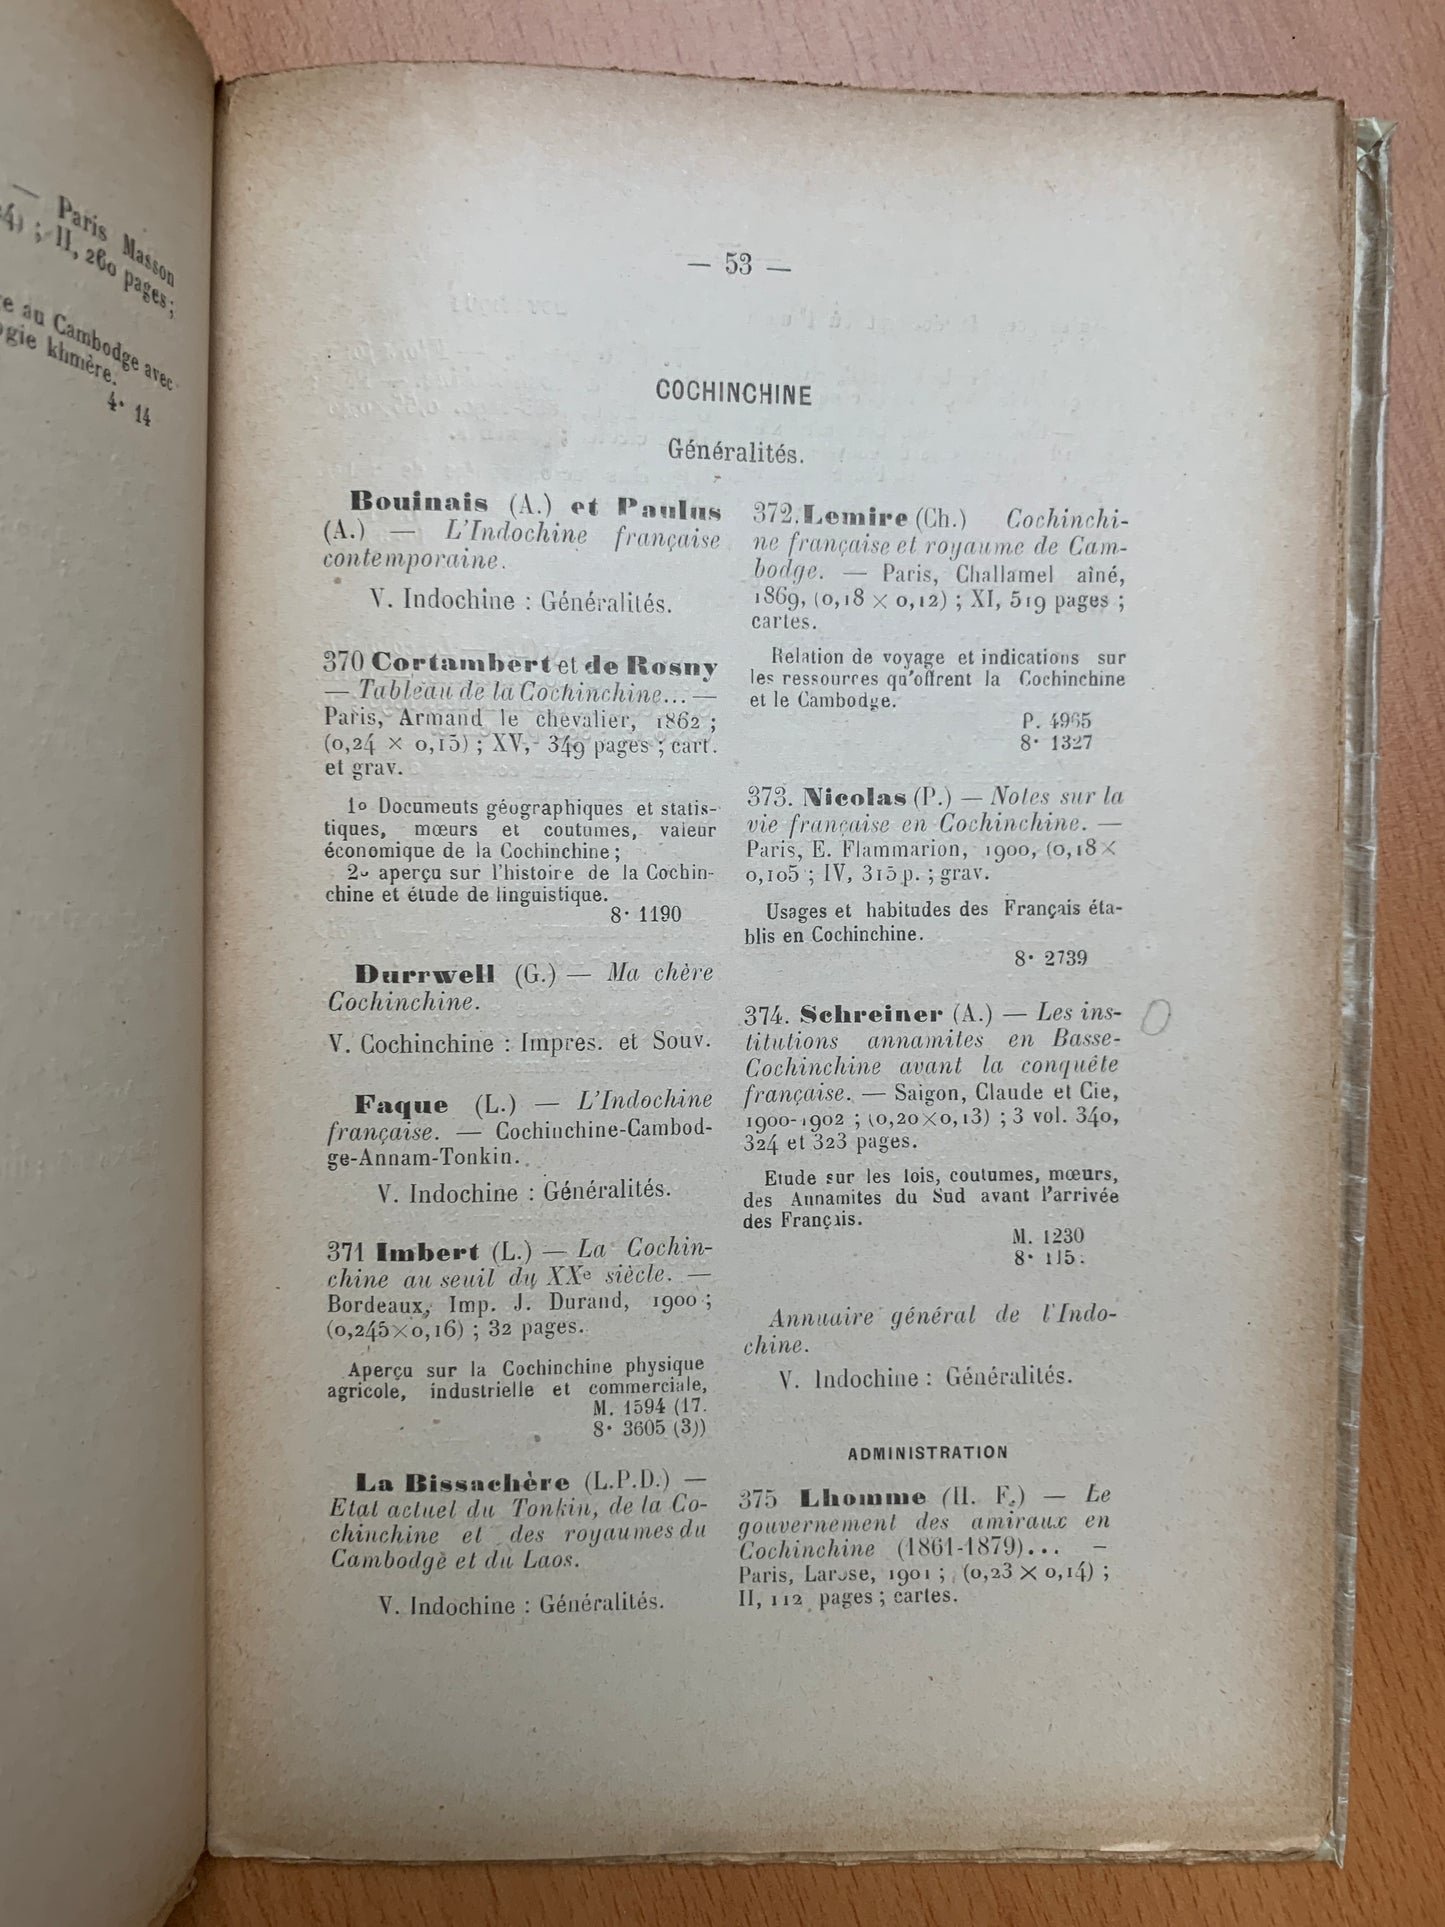 — Paris Masson
4) ; II, 260 pages ;
au Cambodge avec
khmère.
4• 14
— 53 —
COCHINCHINE
Généralités.
Bouinais (A.) et Paulus
(A.) — L'Indochine française
contemporaine.
V. Indochine : Généralités.
370 Cortambert et de Rosny
— Tableau de la Cochinchine... —
Paris, Armand le chevalier, 1862 ;
(0,24 × 0,15) ; XV, 349 pages ; cart.
et grav.
1o Documents géographiques et statis-
tiques, mœurs et coutumes, valeur
économique de la Cochinchine ;
2o aperçu sur l'histoire de la Cochin-
chine et étude de linguistique.
8• 1190
Durrwell (G.) — Ma chère
Cochinchine.
V. Cochinchine : Impres. et Souv.
Faque (L.) — L'Indochine
française. — Cochinchine-Cambod-
ge-Annam-Tonkin.
V. Indochine : Généralités.
371 Imbert (L.) — La Cochin-
chine au seuil du XXe siècle. —
Bordeaux, Imp. J. Durand, 1900 ;
(0,245×0,16) ; 32 pages.
Aperçu sur la Cochinchine physique
agricole, industrielle et commerciale,
M. 1594 (17.
8• 3605 (3))
La Bissachère (L.P.D.) —
Etat actuel du Tonkin, de la Co-
chinchine et des royaumes du
Cambodge et du Laos.
V. Indochine : Généralités.
372. Lemire (Ch.) Cochinchi-
ne française et royaume de Cam-
bodge. — Paris, Challamel aîné,
1869, (0,18 × 0,12) ; XI, 519 pages ;
cartes.
Relation de voyage et indications sur
les ressources qu'offrent la Cochinchine
et le Cambodge.
P. 4965
8• 1327
373. Nicolas (P.) — Notes sur la
vie française en Cochinchine. —
Paris, E. Flammarion, 1900, (0,18×
0,105 ; IV, 315 p. ; grav.
Usages et habitudes des Français éta-
blis en Cochinchine.
8• 2739
374. Schreiner (A.) — Les ins-
titutions annamites en Basse-
Cochinchine avant la conquête
française. — Saigon, Claude et Cie,
1900-1902 ; (0,20×0,13) ; 3 vol. 340,
324 et 323 pages.
Etude sur les lois, coutumes, mœurs,
des Annamites du Sud avant l'arrivée
des Français.
M. 1230
8• 115.
Annuaire général de l'Indo-
chine.
V. Indochine : Généralités.
ADMINISTRATION
375 Lhomme (H. F.) — Le
gouvernement des amiraux en
Cochinchine (1861-1879)... —
Paris, Larose, 1901 ; (0,23 × 0,14) ;
II, 112 pages ; cartes.